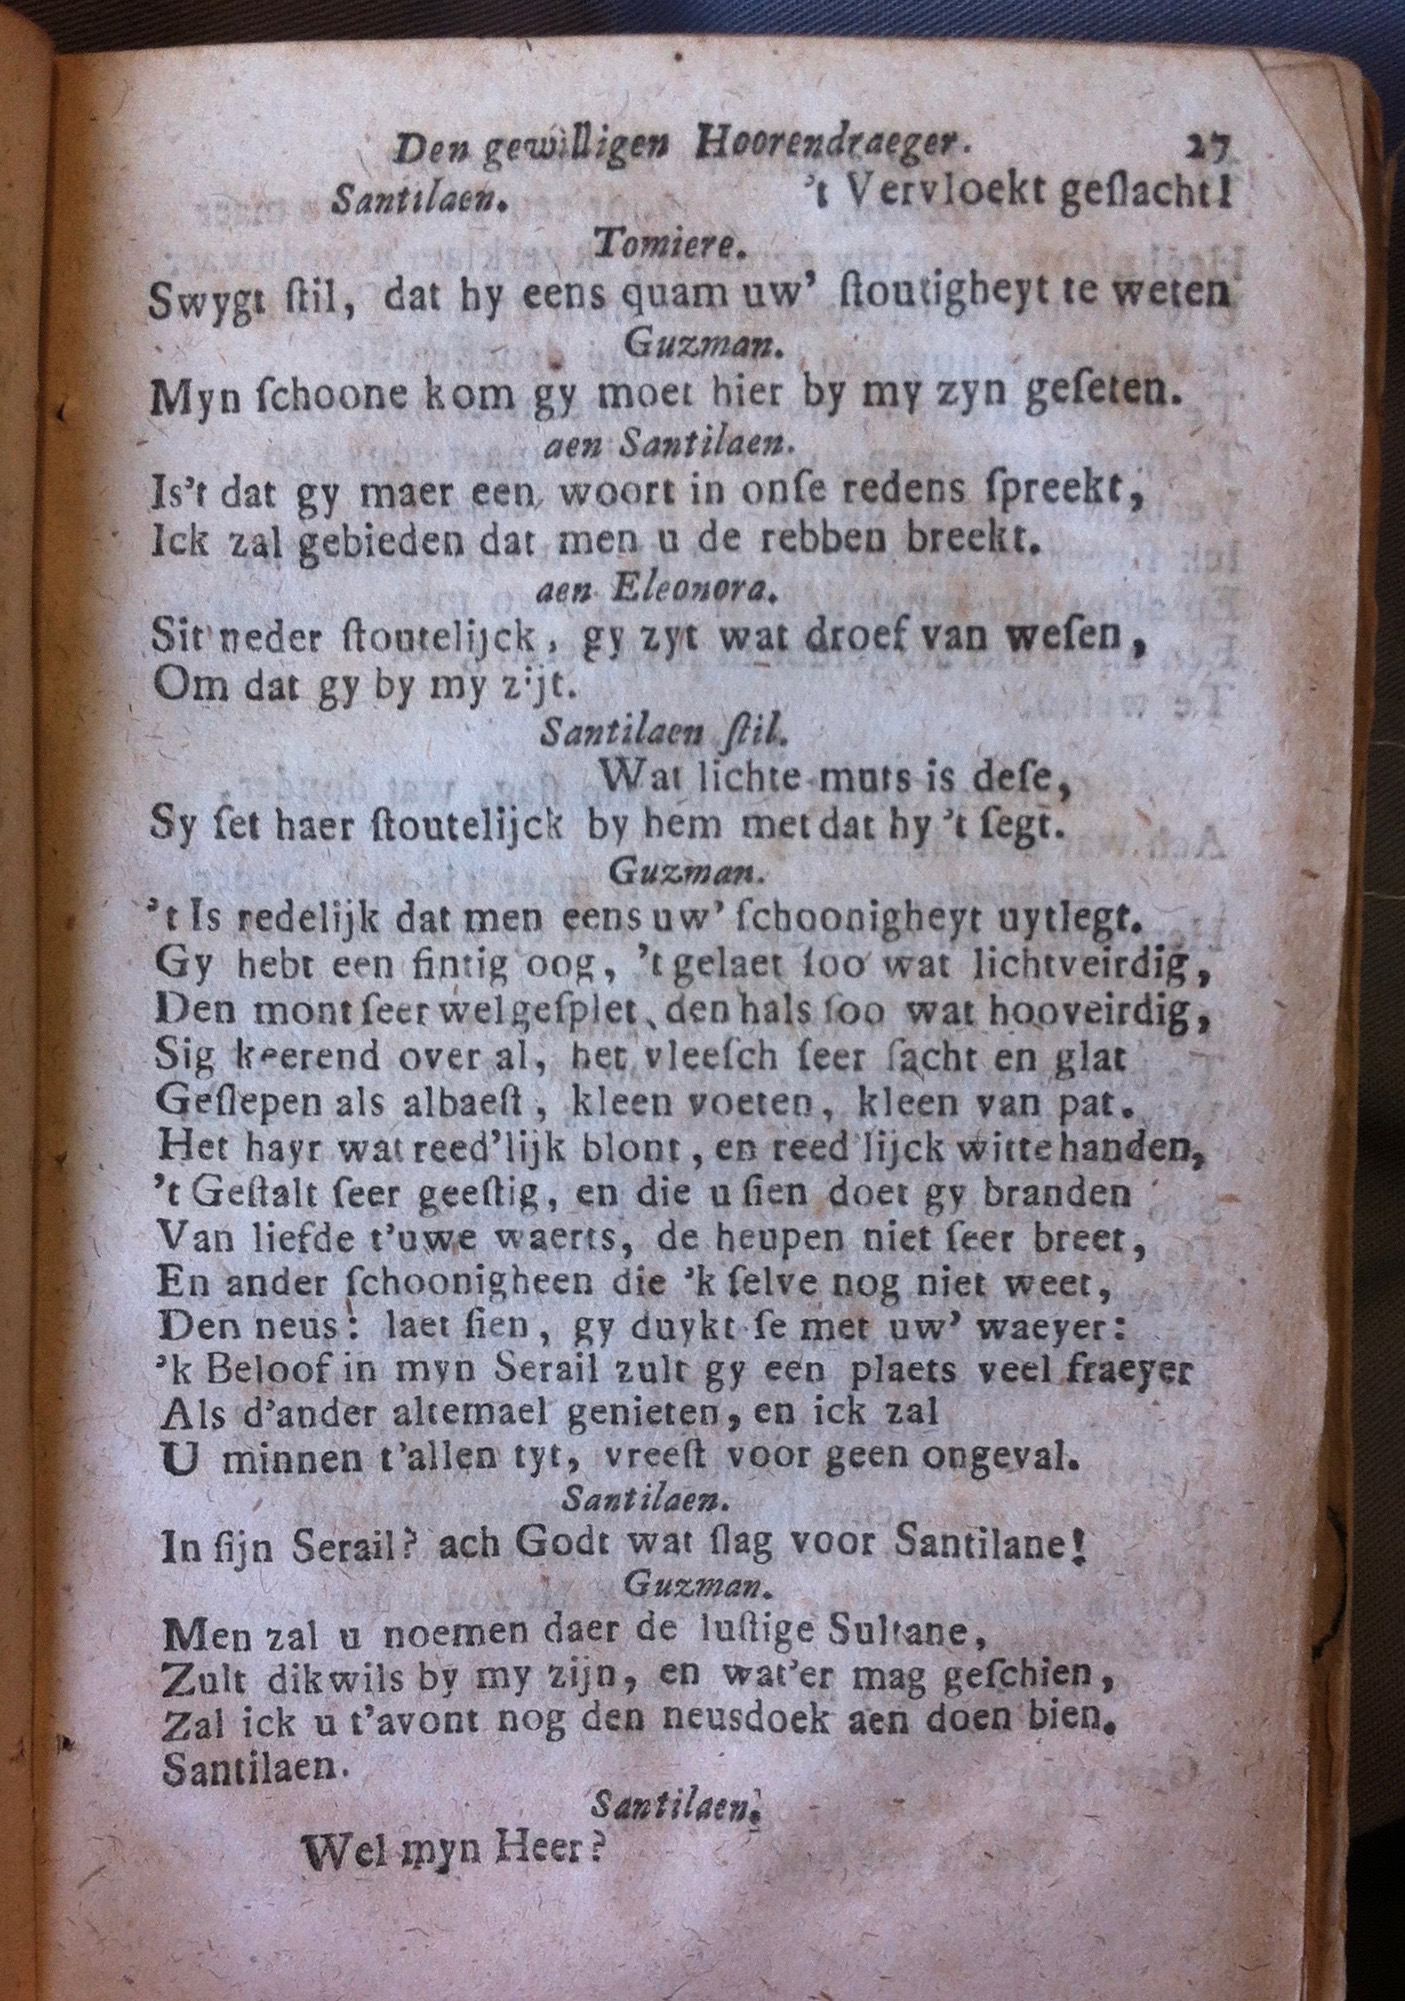 Den gewilligen Hoorendraeger. 27
Santilaen. 't Vervloekt geſlacht!
Tomiere.
Swygt ſtil, dat hy eens quam uw' ſtoutigheyt te weten
Guzman.
Myn ſchoone kom gy moet hier by my zyn geſeten.
aen Santilaen.
Is't dat gy maer een woort in onſe redens ſpreekt,
Ick zal gebieden dat men u de rebben breekt.
aen Eleonora.
Sit neder ſtoutelijck, gy zyt wat droef van weſen,
Om dat gy by my zijt.
Santilaen ſtil.
Wat lichte muts is deſe,
Sy ſet haer ſtoutelijck by hem met dat hy 't ſegt.
Guzman.
't Is redelijk dat men eens uw' ſchoonigheyt uytlegt.
Gy hebt een ſintig oog, 't gelaet ſoo wat lichtveirdig,
Den mont ſeer wel geſplet, den hals ſoo wat hooveirdig,
Sig keerend over al, het vleeſch ſeer ſacht en glat
Geſlepen als albaeſt, kleen voeten, kleen van pat.
Het hayr wat reed'lijk blont, en reed'lijck witte handen,
't Geſtalt ſeer geeſtig, en die u ſien doet gy branden
Van liefde t'uwe waerts, de heupen niet ſeer breet,
En ander ſchoonigheen die 'k ſelve nog niet weet,
Den neus! laet ſien, gy duykt ſe met uw' waeyer:
'k Beloof in myn Serail zult gy een plaets veel fraeyer
Als d'ander altemael genieten, en ick zal
U minnen t'allen tyt, vreeſt voor geen ongeval.
Santilaen.
In ſijn Serail? ach Godt wat ſlag voor Santilane!
Guzman.
Men zal u noemen daer de luſtige Sultane,
Zult dikwils by my zijn, en wat'er mag geſchien,
Zal ick u t'avont nog den neusdoek aen doen bien.
Santilaen.
Santilaen.
Wel myn Heer?